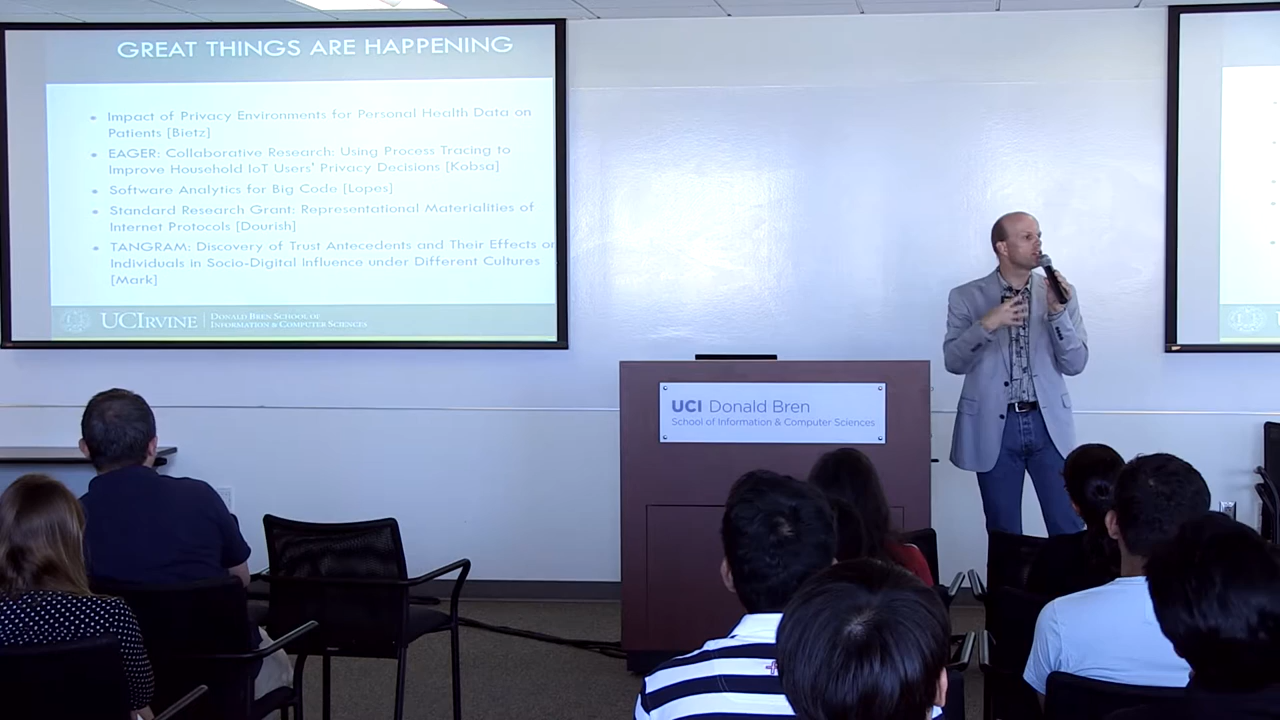 GREAT THINGS ARE HAPPENING
• Impact of Privacy Environments for Personal Health Data on
Patients [Bietz]
• EAGER: Collaborative Research: Using Process Tracing to
Improve Household IoT Users' Privacy Decisions [Kobsa]
• Software Analytics for Big Code [Lopes]
• Standard Research Grant: Representational Materialities of
Internet Protocols [Dourish]
• TANGRAM: Discovery of Trust Antecedents and Their Effects on
Individuals in Socio-Digital Influence under Different Cultures
[Mark]
UCIRVINE
DONALD BREN SCHOOL OF
INFORMATION & COMPUTER SCIENCES
UCI Donald Bren
School of Information & Computer Sciences